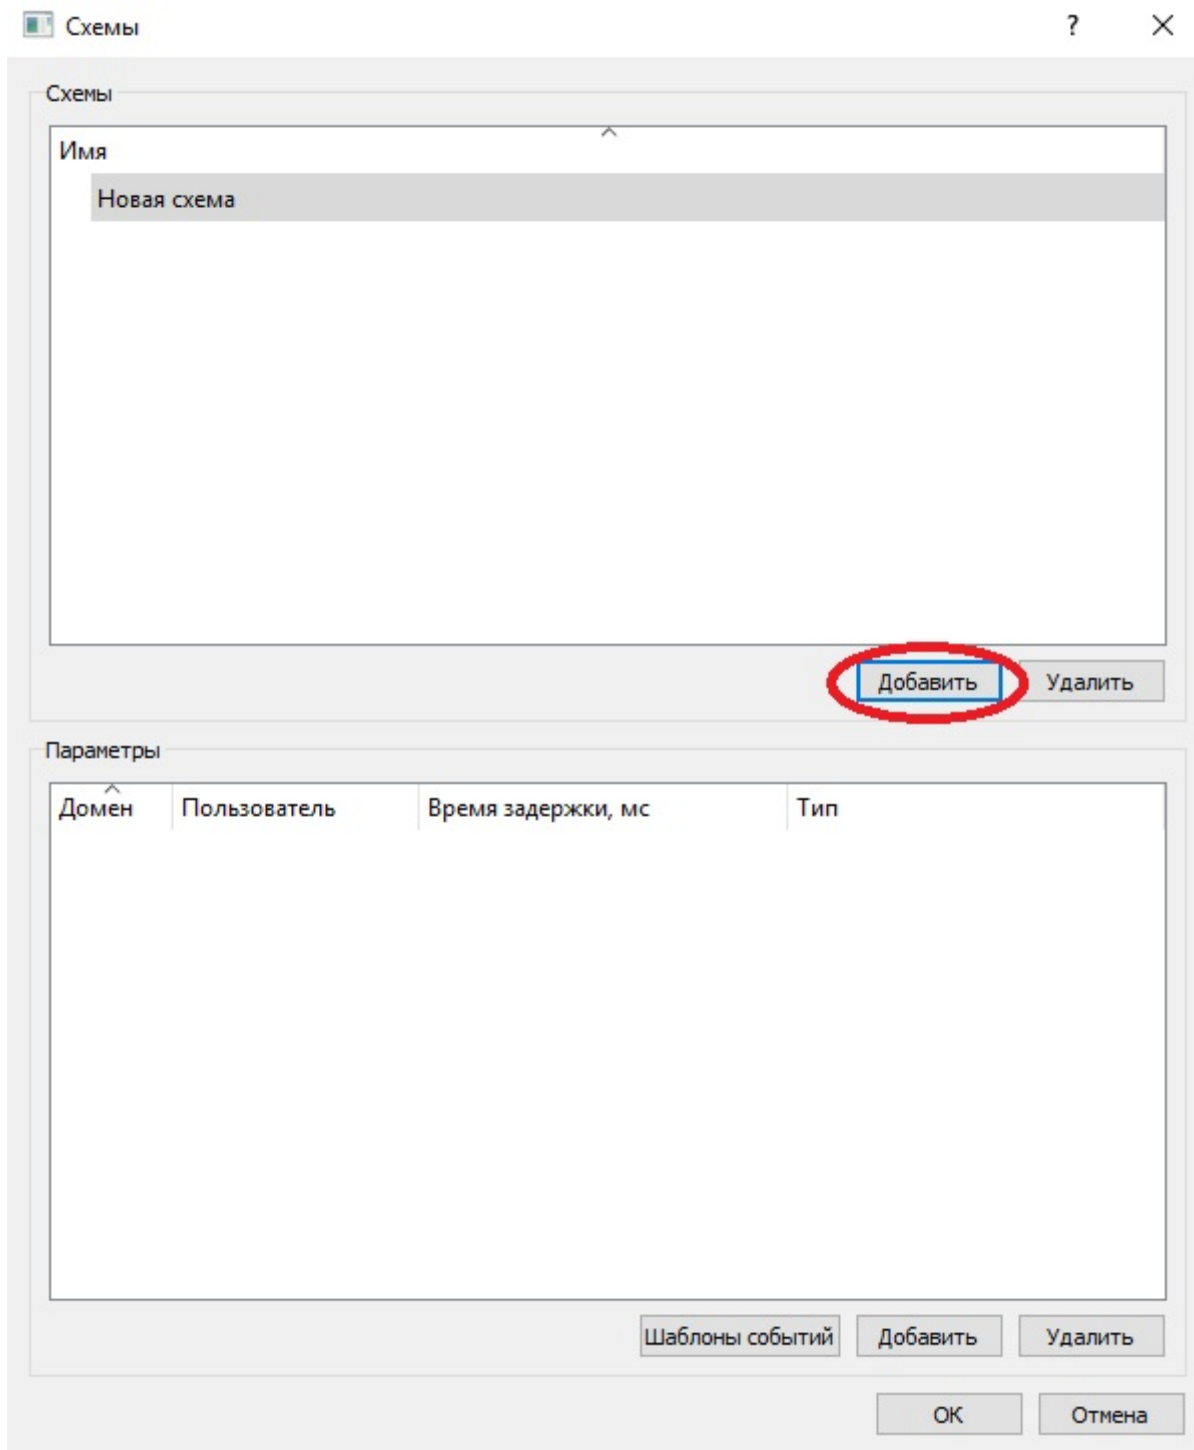 Схемы ?
Схемы
Имя
Новая схема
Добавить Удалить
Параметры
Домен Пользователь Время задержки, мс Тип
Шаблоны событий Добавить Удалить
OK Отмена